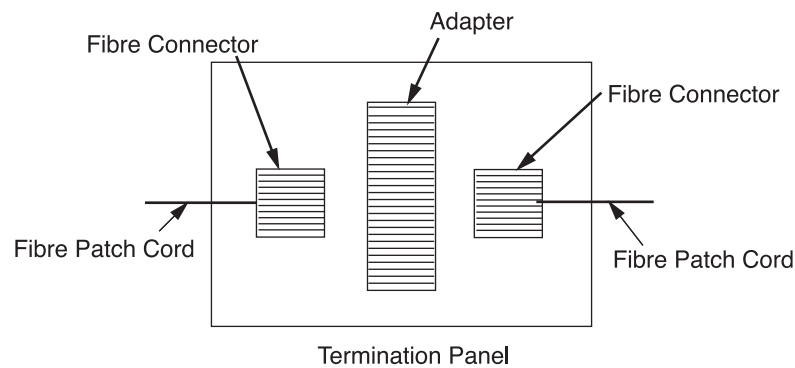 Adapter
Fibre Connector
Fibre Connector
Fibre Patch Cord
Fibre Patch Cord
Termination Panel